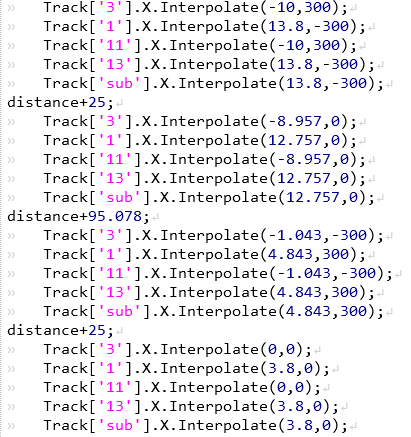 » Track['3'].X.Interpolate(-10,300);↲
» Track['1'].X.Interpolate(13.8,-300);↲
» Track['11'].X.Interpolate(-10,300);↲
» Track['13'].X.Interpolate(13.8,-300);↲
» Track['sub'].X.Interpolate(13.8,-300);↲
distance+25;↲
» Track['3'].X.Interpolate(-8.957,0);↲
» Track['1'].X.Interpolate(12.757,0);↲
» Track['11'].X.Interpolate(-8.957,0);↲
» Track['13'].X.Interpolate(12.757,0);↲
» Track['sub'].X.Interpolate(12.757,0);↲
distance+95.078;↲
» Track['3'].X.Interpolate(-1.043,-300);↲
» Track['1'].X.Interpolate(4.843,300);↲
» Track['11'].X.Interpolate(-1.043,-300);↲
» Track['13'].X.Interpolate(4.843,300);↲
» Track['sub'].X.Interpolate(4.843,300);↲
distance+25;↲
» Track['3'].X.Interpolate(0,0);↲
» Track['1'].X.Interpolate(3.8,0);↲
» Track['11'].X.Interpolate(0,0);↲
» Track['13'].X.Interpolate(3.8,0);↲
» Track['sub'].X.Interpolate(3.8,0);↲